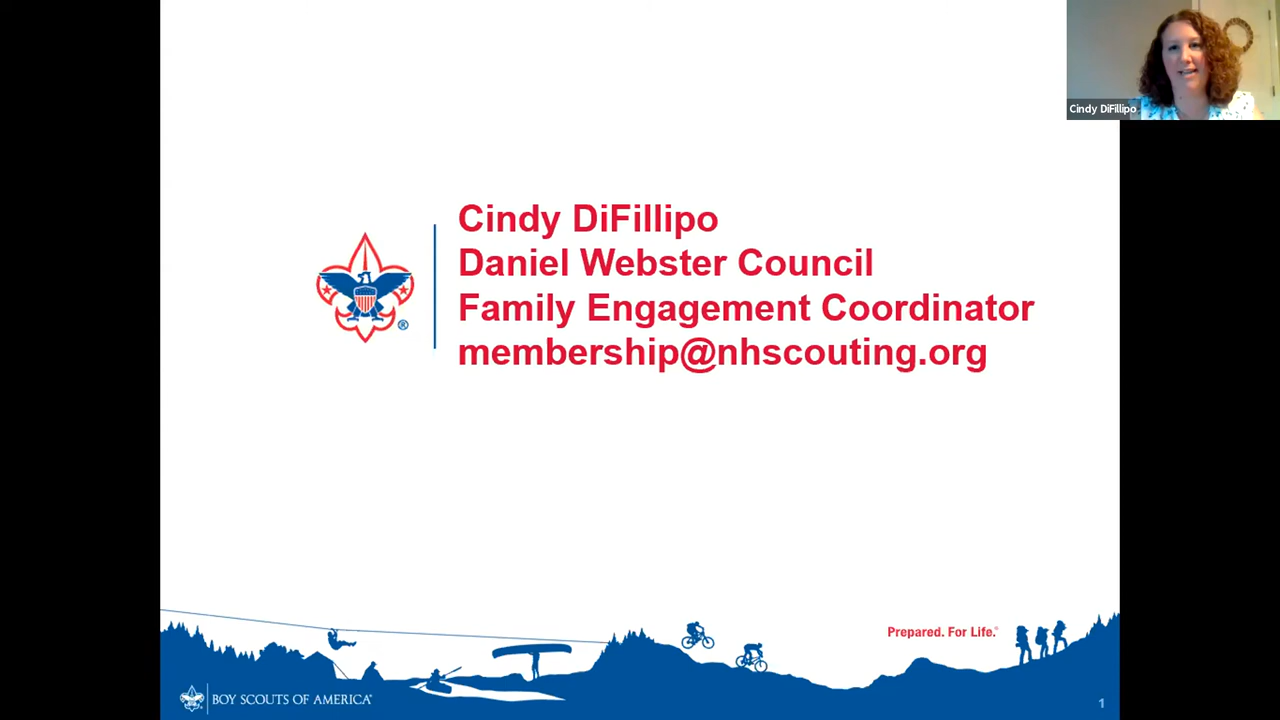 Cindy DiFillipo
Cindy DiFillipo
Daniel Webster Council
Family Engagement Coordinator
membership@nhscouting.org
®
Prepared. For Life.®
BOY SCOUTS OF AMERICA®
1